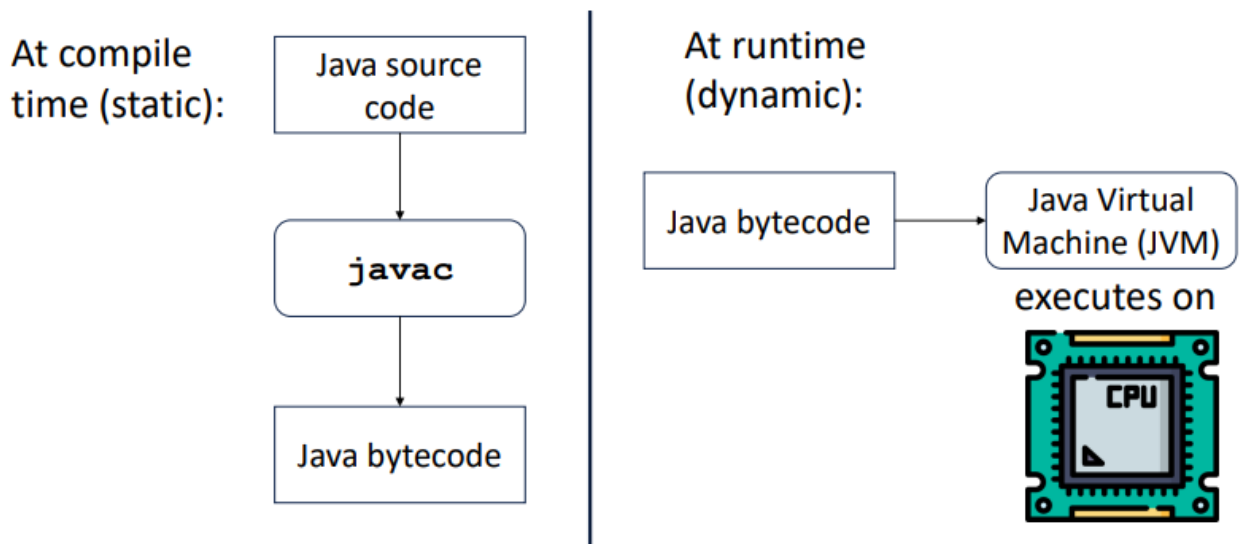 At compile
time (static):
Java source
code
javac
Java bytecode
At runtime
(dynamic):
Java bytecode
Java Virtual
Machine (JVM)
executes on
CPU